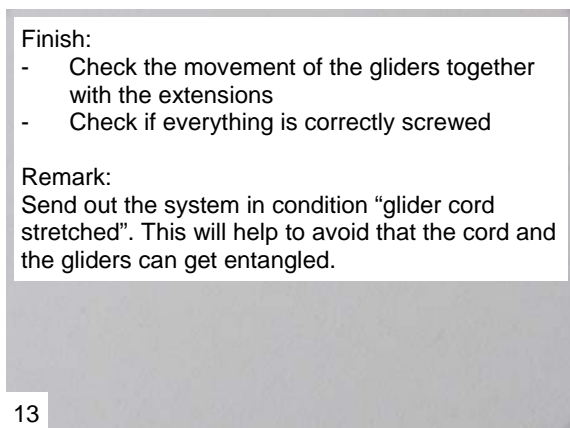 Finish:
- Check the movement of the gliders together
with the extensions
- Check if everything is correctly screwed
Remark:
Send out the system in condition “glider cord
stretched”. This will help to avoid that the cord and
the gliders can get entangled.
13